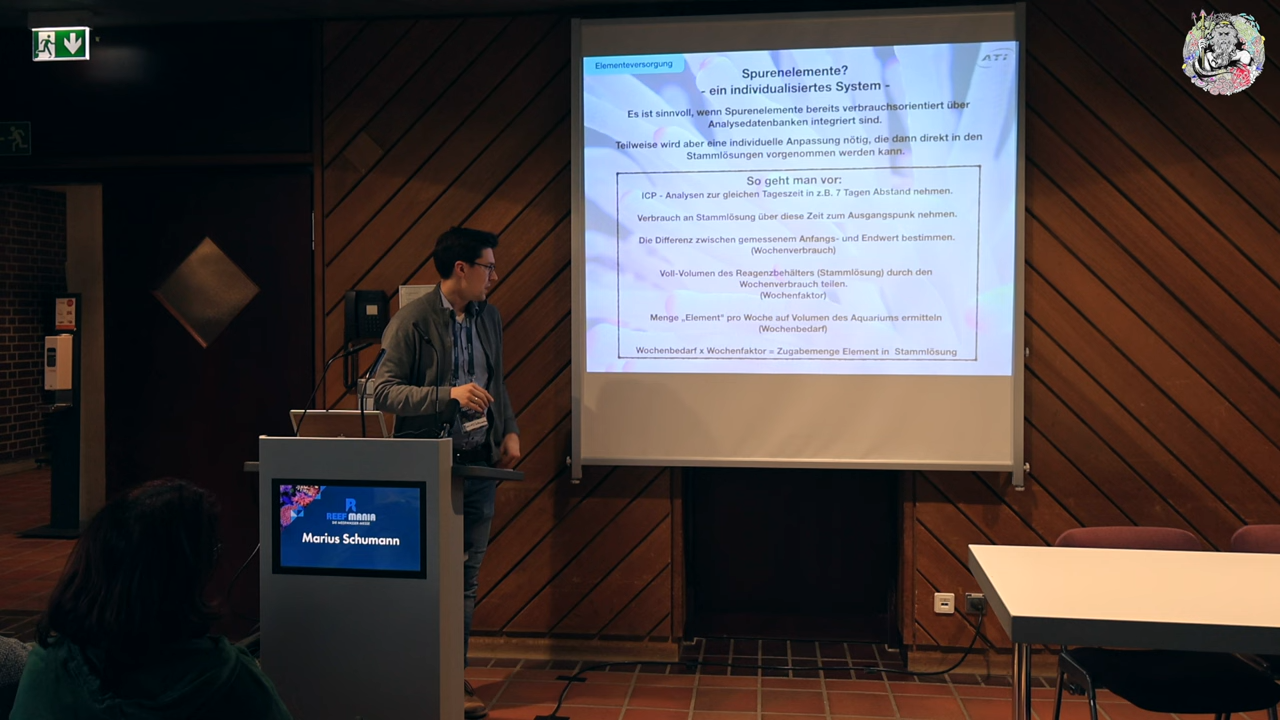 Elementeversorgung
ATI
Spurenelemente?
- ein individualisiertes System -
Es ist sinnvoll, wenn Spurenelemente bereits verbrauchsorientiert über
Analysedatenbanken integriert sind.
Teilweise wird aber eine individuelle Anpassung nötig, die dann direkt in den
Stammlösungen vorgenommen werden kann.
So geht man vor:
ICP - Analysen zur gleichen Tageszeit in z.B. 7 Tagen Abstand nehmen.
Verbrauch an Stammlösung über diese Zeit zum Ausgangspunk nehmen.
Die Differenz zwischen gemessenem Anfangs- und Endwert bestimmen.
(Wochenverbrauch)
Voll-Volumen des Reagenzbehälters (Stammlösung) durch den
Wochenverbrauch teilen.
(Wochenfaktor)
Menge „Element" pro Woche auf Volumen des Aquariums ermitteln
(Wochenbedarf)
Wochenbedarf x Wochenfaktor = Zugabemenge Element in Stammlösung
REEF MANIA
DIE MEERWASSER-MESSE
Marius Schumann